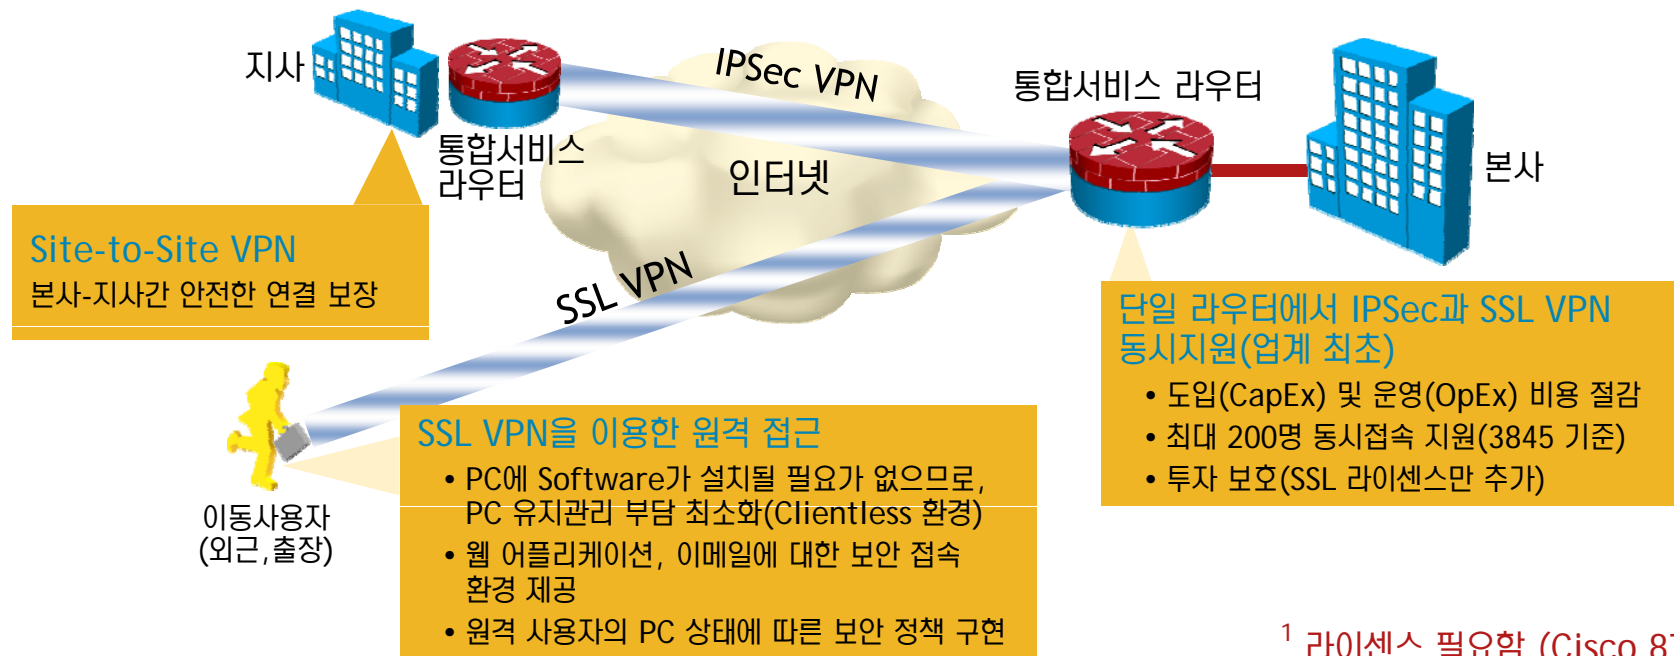 지사
통합서비스
라우터
IPSec VPN
인터넷
SSL VPN
통합서비스 라우터
본사
Site-to-Site VPN
본사-지사간 안전한 연결 보장
이동사용자
(외근,출장)
SSL VPN을 이용한 원격 접근
• PC에 Software가 설치될 필요가 없으므로,
PC 유지관리 부담 최소화(Clientless 환경)
• 웹 어플리케이션, 이메일에 대한 보안 접속
환경 제공
• 원격 사용자의 PC 상태에 따른 보안 정책 구현
단일 라우터에서 IPSec과 SSL VPN
동시지원(업계 최초)
• 도입(CapEx) 및 운영(OpEx) 비용 절감
• 최대 200명 동시접속 지원(3845 기준)
• 투자 보호(SSL 라이센스만 추가)
1 라이센스 필요함 (Cisco